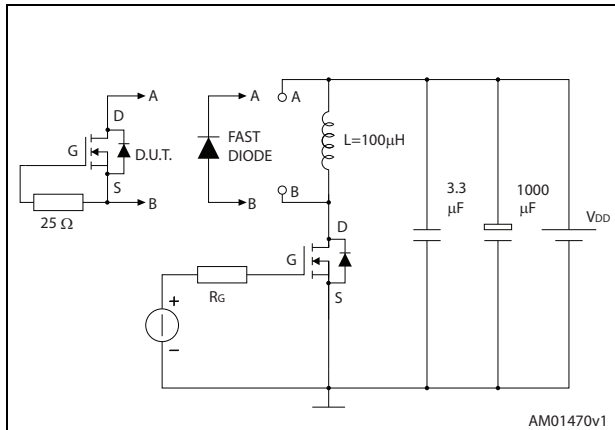 A
D
G
D.U.T.
S
B
25 Ω
A
FAST
DIODE
B
A
L=100μH
B
D
G
S
RG
+
–
3.3
μF
1000
μF
VDD
AM01470v1